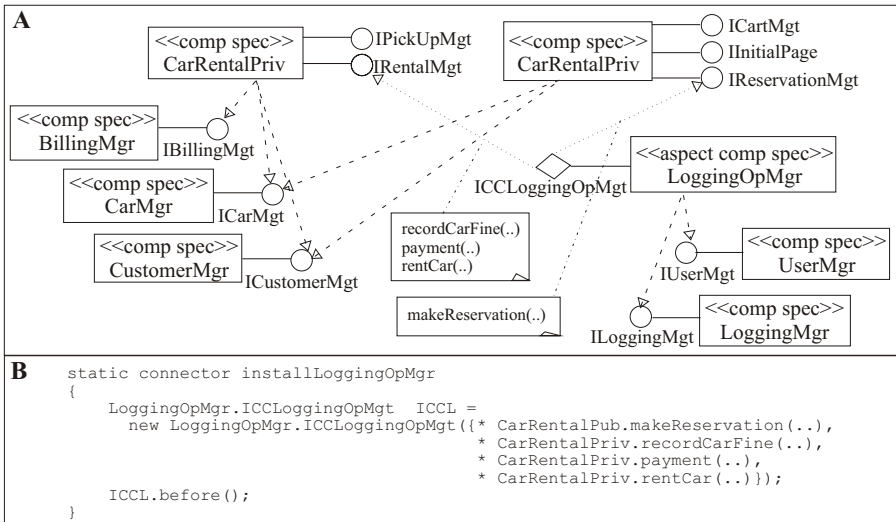 A
<<comp spec>>
CarRentalPriv
IPickUpMgt
IRentalMgt
<<comp spec>>
CarRentalPriv
ICartMgt
IInitialPage
IReservationMgt
<<comp spec>>
BillingMgr
IBillingMgt
<<comp spec>>
CarMgr
ICarMgt
<<comp spec>>
CustomerMgr
ICustomerMgt
ICCLoggingOpMgt
<<aspect comp spec>>
LoggingOpMgr
recordCarFine(..)
payment(..)
rentCar(..)
makeReservation(..)
IUserMgt
<<comp spec>>
UserMgr
ILoggingMgt
<<comp spec>>
LoggingMgr
B
static connector installLoggingOpMgr
{
LoggingOpMgr.ICCLoggingOpMgt ICCL =
new LoggingOpMgr.ICCLoggingOpMgt({* CarRentalPub.makeReservation(..),
* CarRentalPriv.recordCarFine(..),
* CarRentalPriv.payment(..),
* CarRentalPriv.rentCar(..)});
ICCL.before();
}